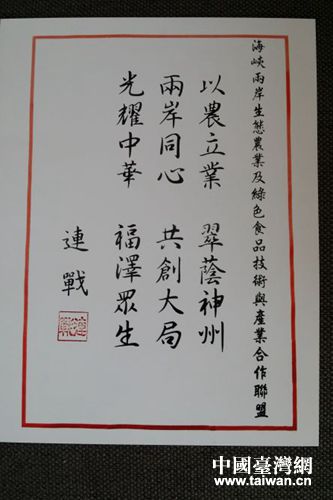 海峽兩岸生態農業及綠色食品技術與產業合作聯盟
以農立業　翠蔭神州
兩岸同心　共創大局
光耀中華　福澤眾生
連戰
中國臺灣網
www.taiwan.cn